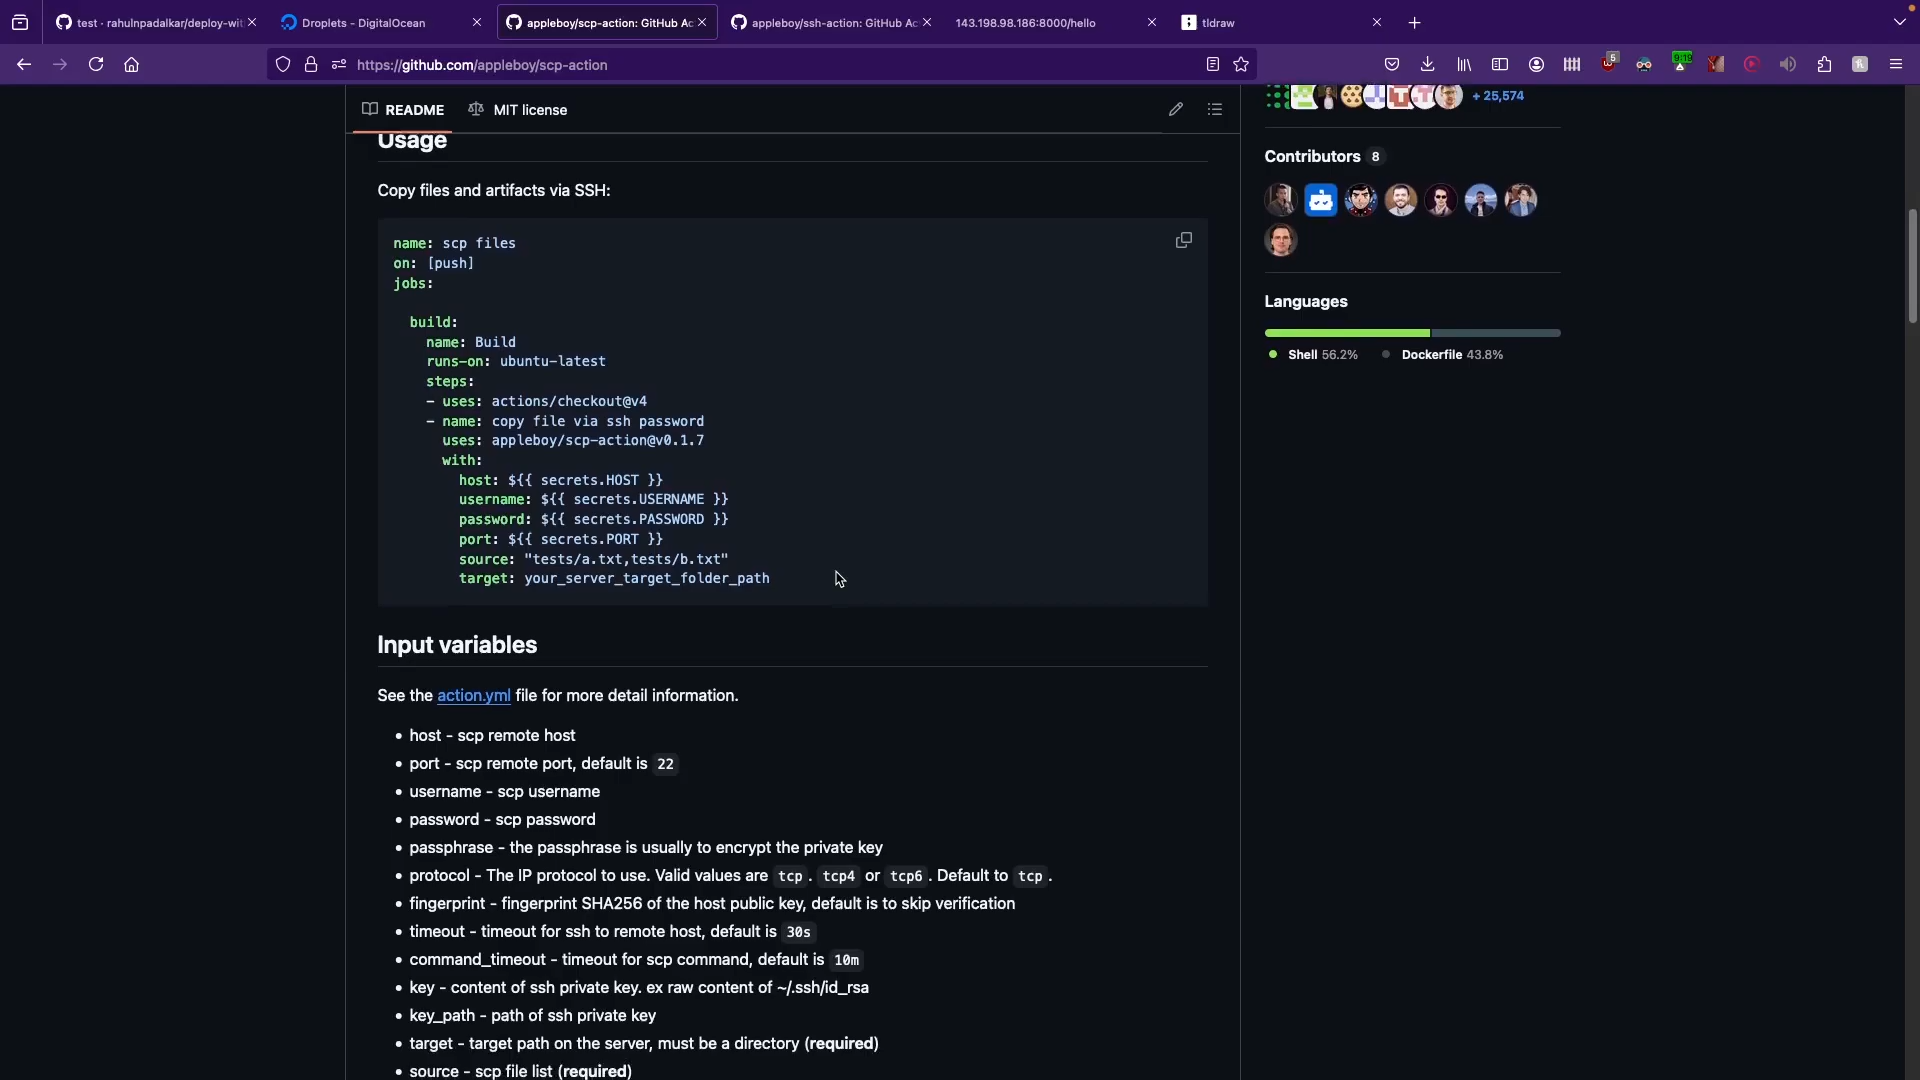 test · rahulnpadalkar/deploy-wit
Droplets - DigitalOcean
appleboy/scp-action: GitHub Ac
appleboy/ssh-action: GitHub Ac
143.198.98.186:8000/hello
tldraw
https://github.com/appleboy/scp-action
5
README
MIT license
+ 25,574
Usage
Copy files and artifacts via SSH:
name: scp files
on: [push]
jobs:
build:
name: Build
runs-on: ubuntu-latest
steps:
- uses: actions/checkout@v4
- name: copy file via ssh password
uses: appleboy/scp-action@v0.1.7
with:
host: ${{ secrets.HOST }}
username: ${{ secrets.USERNAME }}
password: ${{ secrets.PASSWORD }}
port: ${{ secrets.PORT }}
source: "tests/a.txt,tests/b.txt"
target: your_server_target_folder_path
Input variables
See the action.yml file for more detail information.
• host - scp remote host
• port - scp remote port, default is 22
• username - scp username
• password - scp password
• passphrase - the passphrase is usually to encrypt the private key
• protocol - The IP protocol to use. Valid values are tcp. tcp4 or tcp6. Default to tcp.
• fingerprint - fingerprint SHA256 of the host public key, default is to skip verification
• timeout - timeout for ssh to remote host, default is 30s
• command_timeout - timeout for scp command, default is 10m
• key - content of ssh private key. ex raw content of ~/.ssh/id_rsa
• key_path - path of ssh private key
• target - target path on the server, must be a directory (required)
• source - scp file list (required)
Contributors 8
Languages
Shell 56.2%
Dockerfile 43.8%